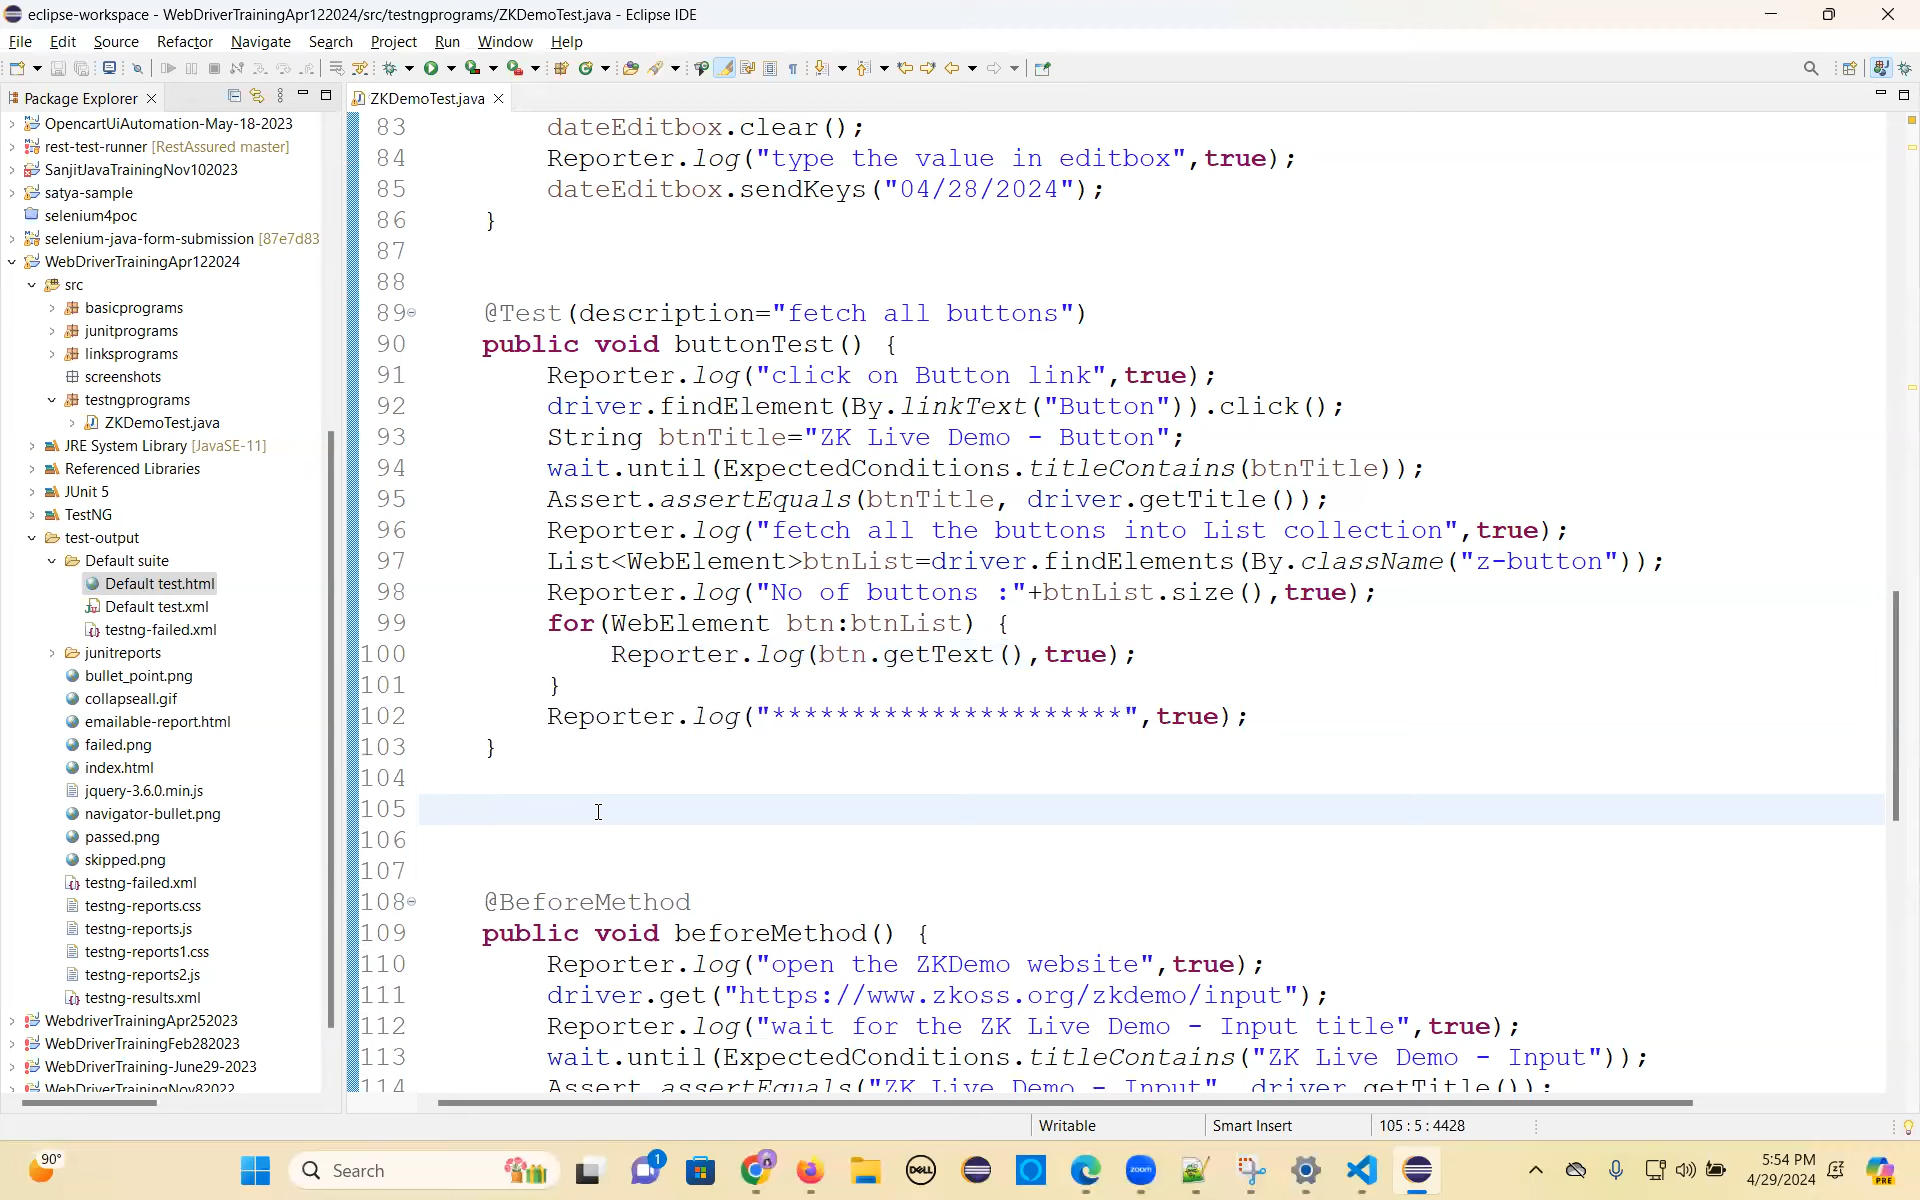 eclipse-workspace - WebDriverTrainingApr122024/src/testngprograms/ZKDemoTest.java - Eclipse IDE
File Edit Source Refactor Navigate Search Project Run Window Help
Package Explorer
ZKDemoTest.java
OpencartUiAutomation-May-18-2023
rest-test-runner [RestAssured master]
SanjitJavaTrainingNov102023
satya-sample
selenium4poc
selenium-java-form-submission [87e7d83
WebDriverTrainingApr122024
src
basicprograms
junitprograms
linksprograms
screenshots
testngprograms
ZKDemoTest.java
JRE System Library [JavaSE-11]
Referenced Libraries
JUnit 5
TestNG
test-output
Default suite
Default test.html
Default test.xml
testng-failed.xml
junitreports
bullet_point.png
collapseall.gif
emailable-report.html
failed.png
index.html
jquery-3.6.0.min.js
navigator-bullet.png
passed.png
skipped.png
testng-failed.xml
testng-reports.css
testng-reports.js
testng-reports1.css
testng-reports2.js
testng-results.xml
WebdriverTrainingApr252023
WebDriverTrainingFeb282023
WebDriverTraining-June29-2023
WebDriverTrainingNov82022
83 dateEditbox.clear();
84 Reporter.log("type the value in editbox",true);
85 dateEditbox.sendKeys("04/28/2024");
86 }
87
88
89 @Test(description="fetch all buttons")
90 public void buttonTest() {
91 Reporter.log("click on Button link",true);
92 driver.findElement(By.linkText("Button")).click();
93 String btnTitle="ZK Live Demo - Button";
94 wait.until(ExpectedConditions.titleContains(btnTitle));
95 Assert.assertEquals(btnTitle, driver.getTitle());
96 Reporter.log("fetch all the buttons into List collection",true);
97 List<WebElement>btnList=driver.findElements(By.className("z-button"));
98 Reporter.log("No of buttons :"+btnList.size(),true);
99 for(WebElement btn:btnList) {
100 Reporter.log(btn.getText(),true);
101 }
102 Reporter.log("**********************",true);
103 }
104
105
106
107
108 @BeforeMethod
109 public void beforeMethod() {
110 Reporter.log("open the ZKDemo website",true);
111 driver.get("https://www.zkoss.org/zkdemo/input");
112 Reporter.log("wait for the ZK Live Demo - Input title",true);
113 wait.until(ExpectedConditions.titleContains("ZK Live Demo - Input"));
114 Assert.assertEquals("ZK Live Demo - Input", driver.getTitle());
Writable Smart Insert 105 : 5 : 4428
90°
Search
1
DELL
zoom
5:54 PM
4/29/2024
PRE